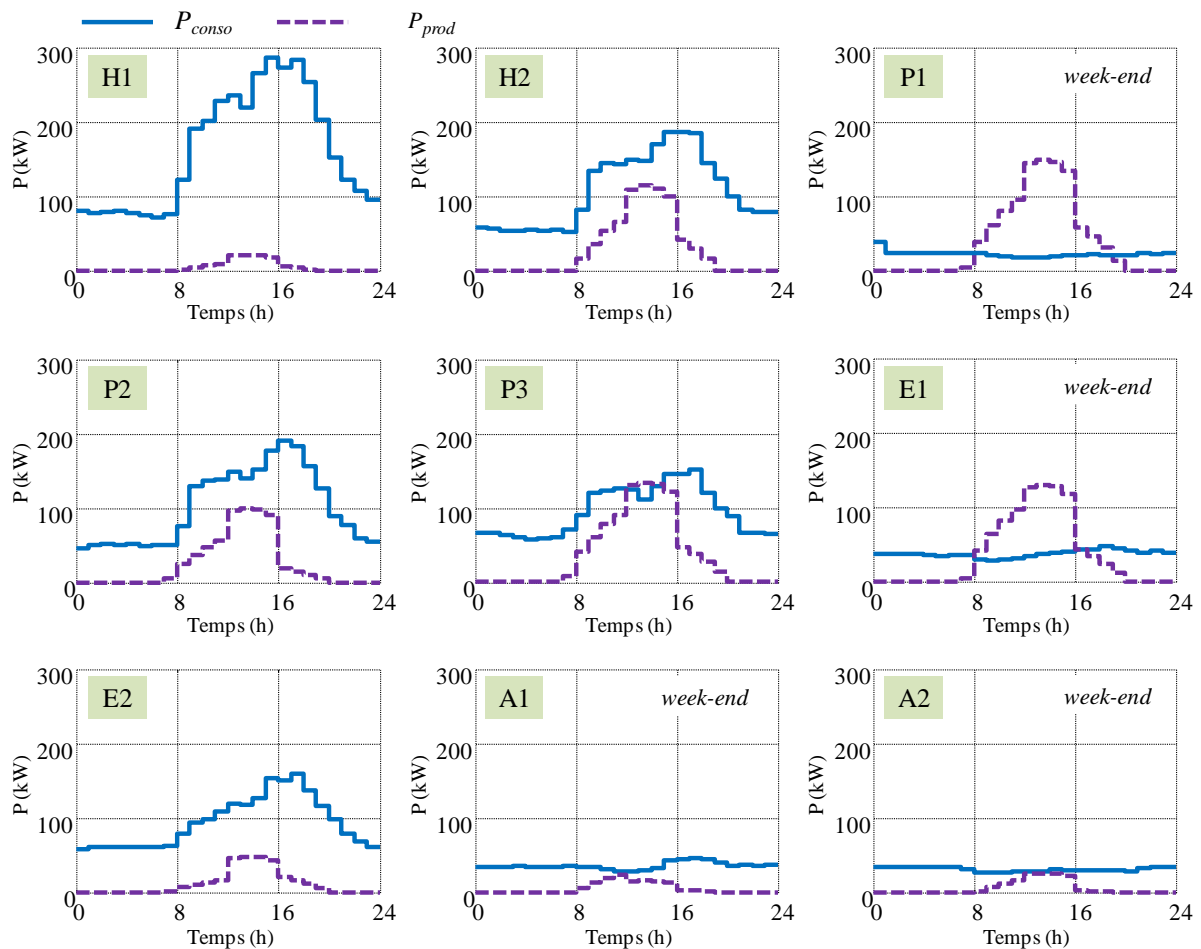 P_conso P_prod
300 H1 200 100 0
P (kW)
0 8 16 24
Temps (h)
300 H2 200 100 0
P (kW)
0 8 16 24
Temps (h)
300 P1 week-end 200 100 0
P (kW)
0 8 16 24
Temps (h)
300 P2 200 100 0
P (kW)
0 8 16 24
Temps (h)
300 P3 200 100 0
P (kW)
0 8 16 24
Temps (h)
300 E1 week-end 200 100 0
P (kW)
0 8 16 24
Temps (h)
300 E2 200 100 0
P (kW)
0 8 16 24
Temps (h)
300 A1 week-end 200 100 0
P (kW)
0 8 16 24
Temps (h)
300 A2 week-end 200 100 0
P (kW)
0 8 16 24
Temps (h)